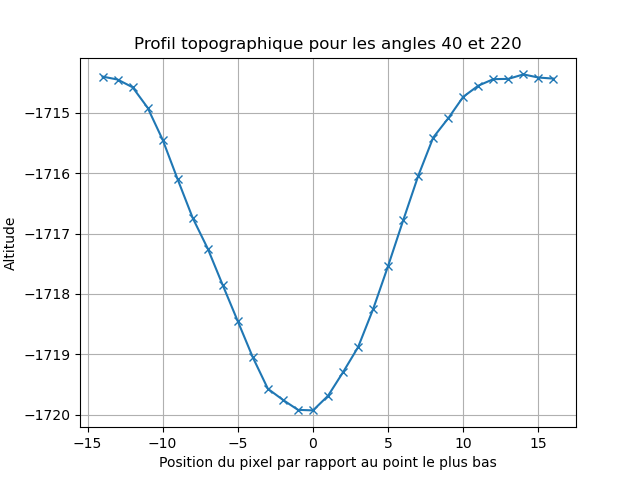 Profil topographique pour les angles 40 et 220
Altitude
−1715
−1716
−1717
−1718
−1719
−1720
−15 −10 −5 0 5 10 15
Position du pixel par rapport au point le plus bas